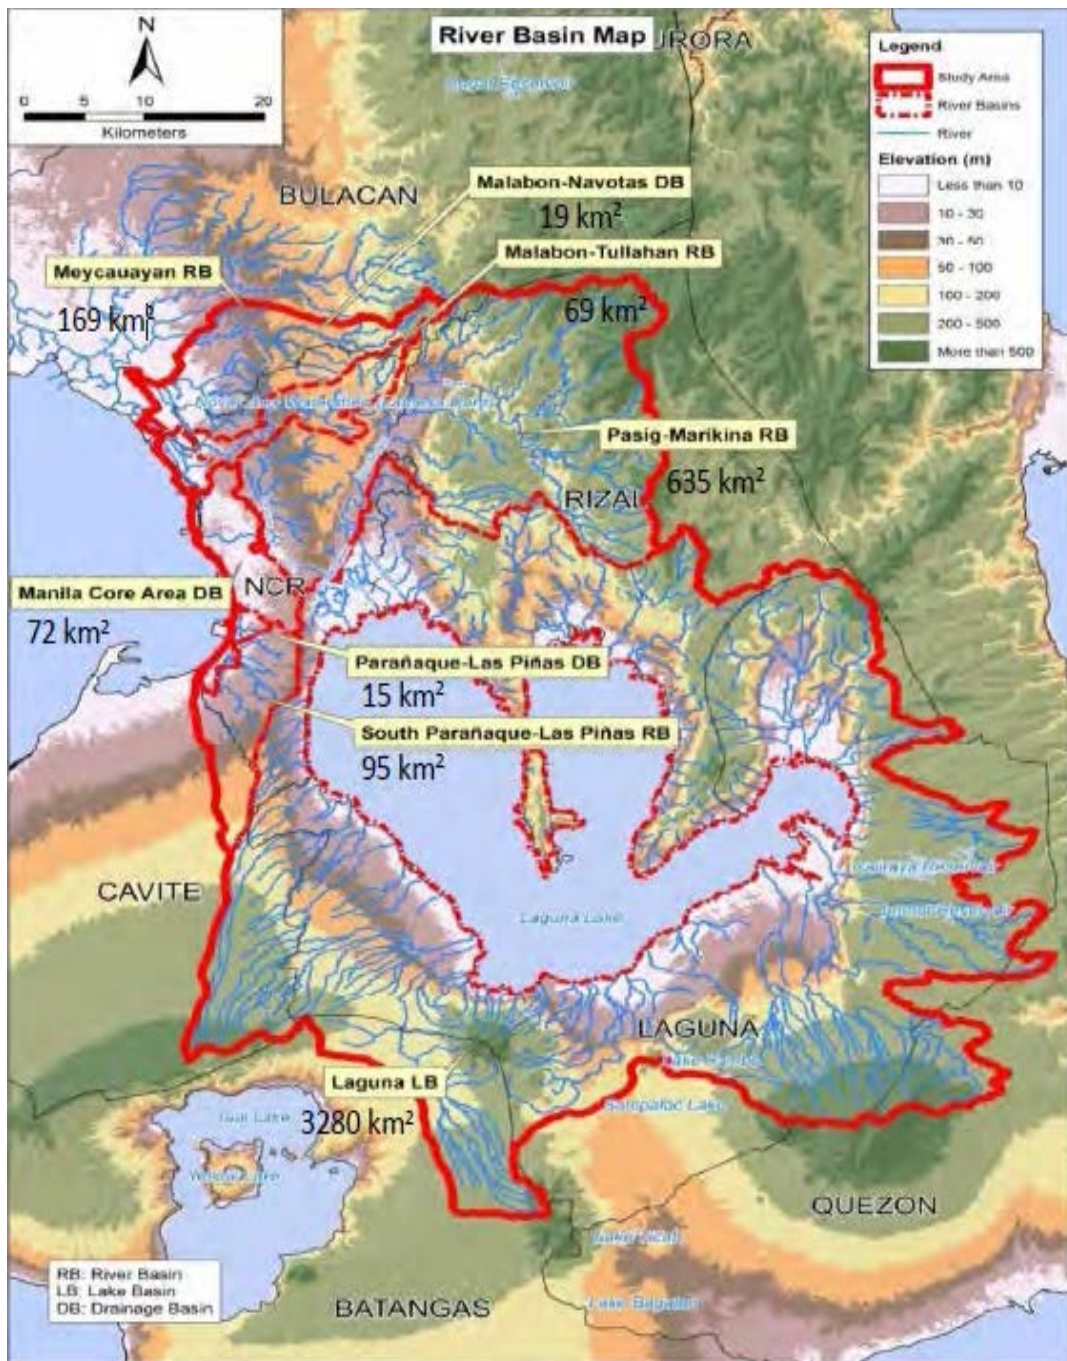 River Basin Map
N
0 5 10 20
Kilometers
Legend
Study Area
River Basins
River
Elevation (m)
Less than 10
10 - 30
30 - 50
50 - 100
100 - 200
200 - 500
More than 500
BULACAN
Malabon-Navotas DB
19 km²
Malabon-Tullahan RB
69 km²
Meycauayan RB
169 km²
Pasig-Marikina RB
635 km²
RIZAL
NCR
Manila Core Area DB
72 km²
Parañaque-Las Piñas DB
15 km²
South Parañaque-Las Piñas RB
95 km²
CAVITE
Laguna Lake
LAGUNA
Laguna LB
3280 km²
Sampaloc Lake
QUEZON
BATANGAS
RB: River Basin
LB: Lake Basin
DB: Drainage Basin